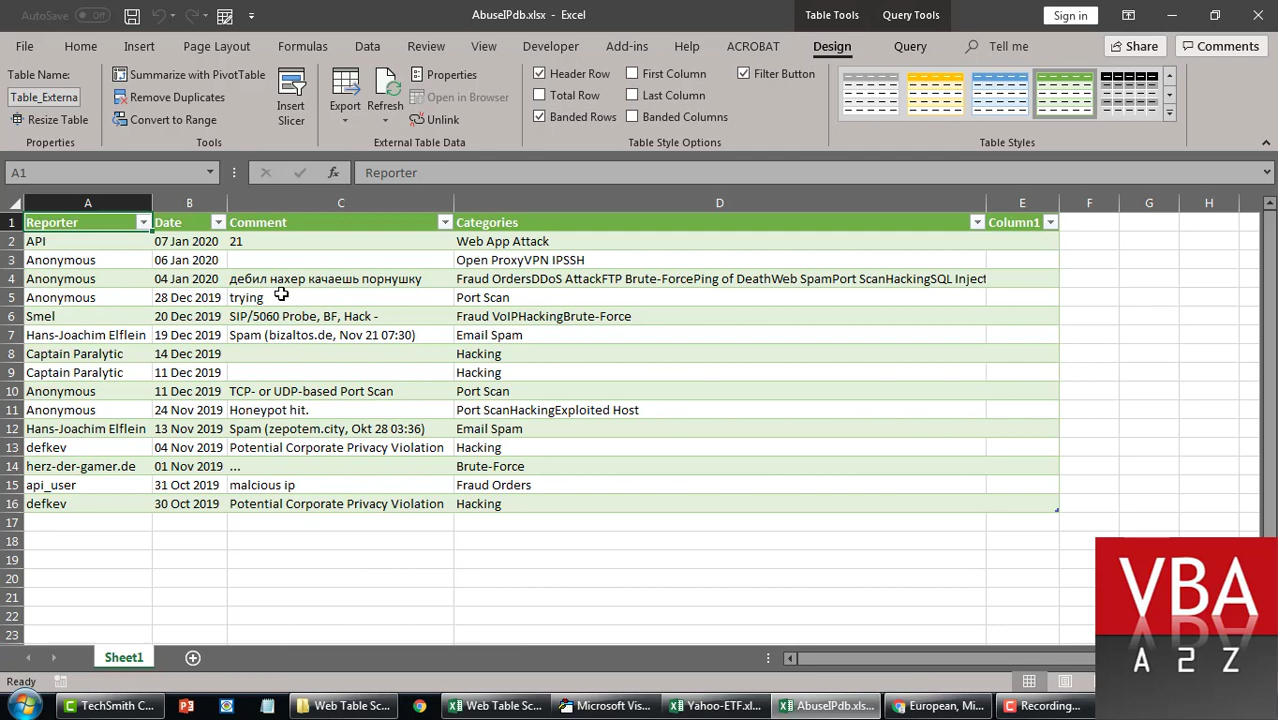 AutoSave Off AbuseIPdb.xlsx - Excel Table Tools Query Tools Sign in
File Home Insert Page Layout Formulas Data Review View Developer Add-ins Help ACROBAT Design Query Tell me Share Comments
Table Name:
Table_Externa
Resize Table
Properties
Summarize with PivotTable
Remove Duplicates
Convert to Range
Insert Slicer
Tools
Export Refresh
Properties
Open in Browser
Unlink
External Table Data
Header Row First Column Filter Button
Total Row Last Column
Banded Rows Banded Columns
Table Style Options
Table Styles
A1 fx Reporter
A B C D E F G H
1 Reporter Date Comment Categories Column1
2 API 07 Jan 2020 21 Web App Attack
3 Anonymous 06 Jan 2020 Open ProxyVPN IPSSH
4 Anonymous 04 Jan 2020 дебил нахер качаешь порнушку Fraud OrdersDDoS AttackFTP Brute-ForcePing of DeathWeb SpamPort ScanHackingSQL Inject
5 Anonymous 28 Dec 2019 trying Port Scan
6 Smel 20 Dec 2019 SIP/5060 Probe, BF, Hack - Fraud VoIPHackingBrute-Force
7 Hans-Joachim Elflein 19 Dec 2019 Spam (bizaltos.de, Nov 21 07:30) Email Spam
8 Captain Paralytic 14 Dec 2019 Hacking
9 Captain Paralytic 11 Dec 2019 Hacking
10 Anonymous 11 Dec 2019 TCP- or UDP-based Port Scan Port Scan
11 Anonymous 24 Nov 2019 Honeypot hit. Port ScanHackingExploited Host
12 Hans-Joachim Elflein 13 Nov 2019 Spam (zepotem.city, Okt 28 03:36) Email Spam
13 defkev 04 Nov 2019 Potential Corporate Privacy Violation Hacking
14 herz-der-gamer.de 01 Nov 2019 ... Brute-Force
15 api_user 31 Oct 2019 malcious ip Fraud Orders
16 defkev 30 Oct 2019 Potential Corporate Privacy Violation Hacking
17
18
19
20
21
22
23
VBA
A 2 Z
Sheet1
Ready
TechSmith C... Web Table Sc... Web Table Sc... Microsoft Vis... Yahoo-ETF.xl... AbuseIPdb.xls... European, Mi... Recording...